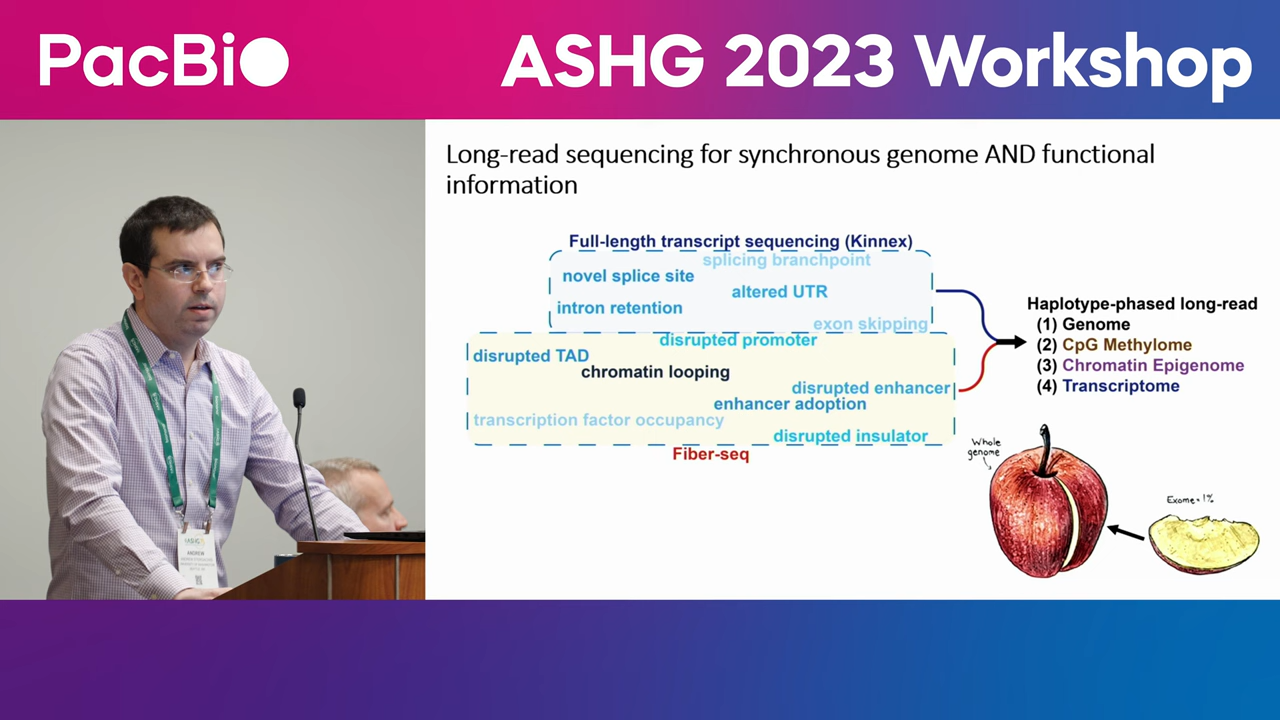 PacBio
ASHG 2023 Workshop
Long-read sequencing for synchronous genome AND functional
information
Full-length transcript sequencing (Kinnex)
splicing branchpoint
novel splice site
altered UTR
intron retention
exon skipping
disrupted promoter
disrupted TAD
chromatin looping
disrupted enhancer
enhancer adoption
transcription factor occupancy
disrupted insulator
Fiber-seq
Haplotype-phased long-read
(1) Genome
(2) CpG Methylome
(3) Chromatin Epigenome
(4) Transcriptome
Whole
genome
Exome = 1%
ASHG
ANDREW